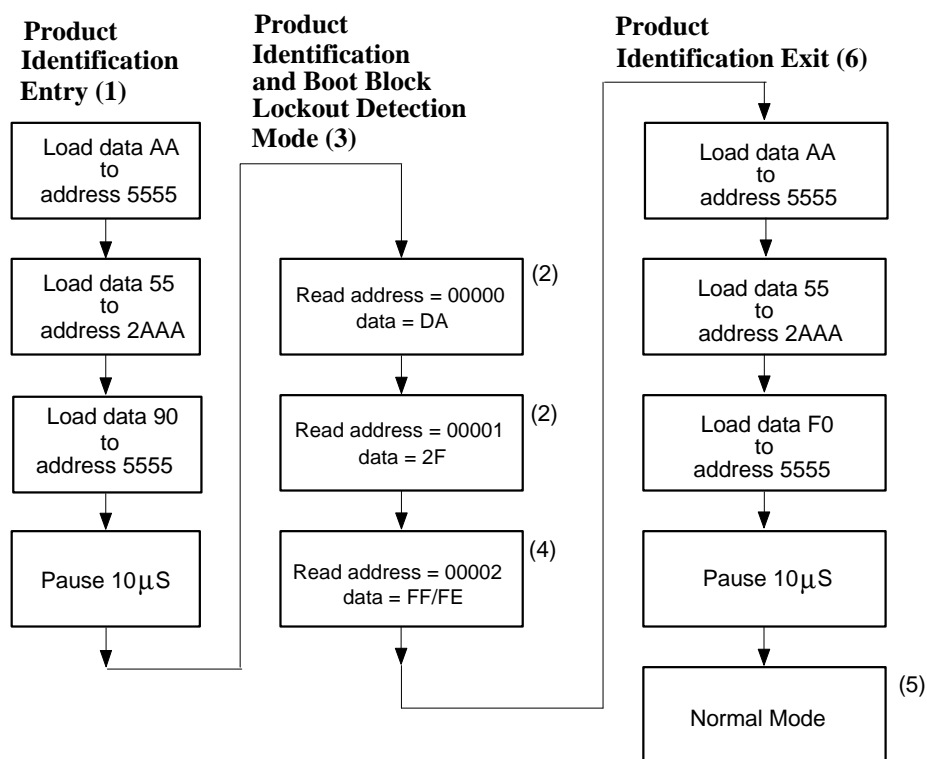 Product
Identification
Entry (1)
Load data AA
to
address 5555
Load data 55
to
address 2AAA
Load data 90
to
address 5555
Pause 10μS
Product
Identification
and Boot Block
Lockout Detection
Mode (3)
Read address = 00000
data = DA
(2)
Read address = 00001
data = 2F
(2)
Read address = 00002
data = FF/FE
(4)
Product
Identification Exit (6)
Load data AA
to
address 5555
Load data 55
to
address 2AAA
Load data F0
to
address 5555
Pause 10μS
Normal Mode
(5)